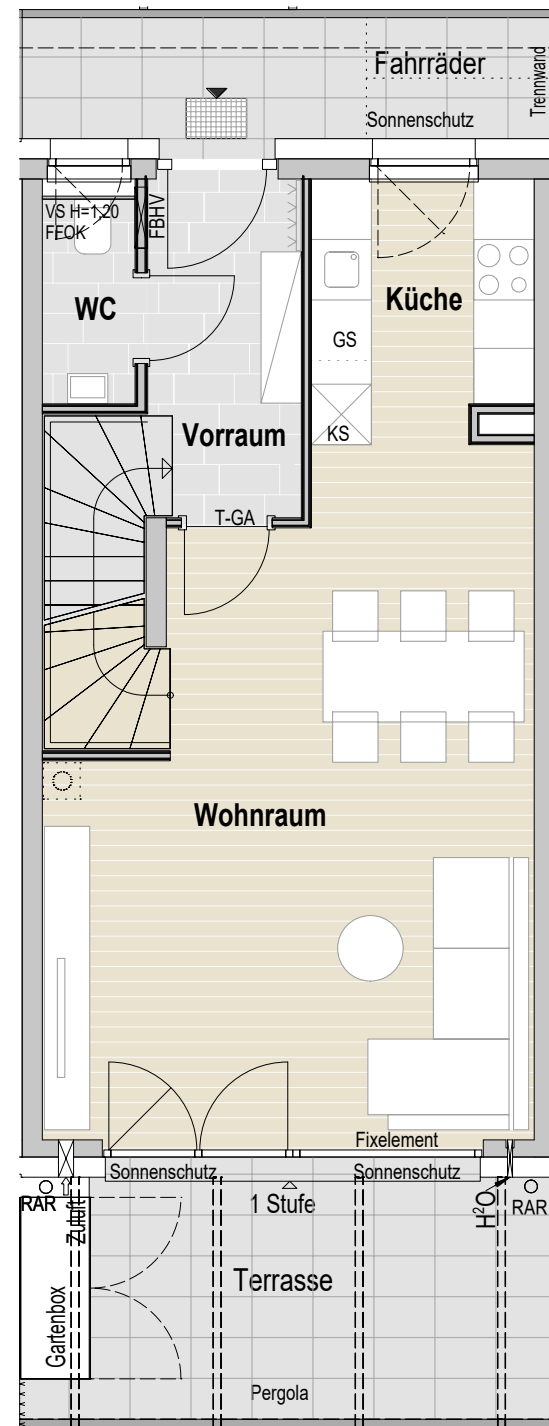 Fahrräder
Trennwand
Sonnenschutz
VS H=1,20
FEOK
FBHV
WC
Küche
GS
Vorraum
KS
T-GA
Wohnraum
Fixelement
Sonnenschutz
Sonnenschutz
RAR
Zuluft
1 Stufe
H²O
RAR
Terrasse
Gartenbox
Pergola